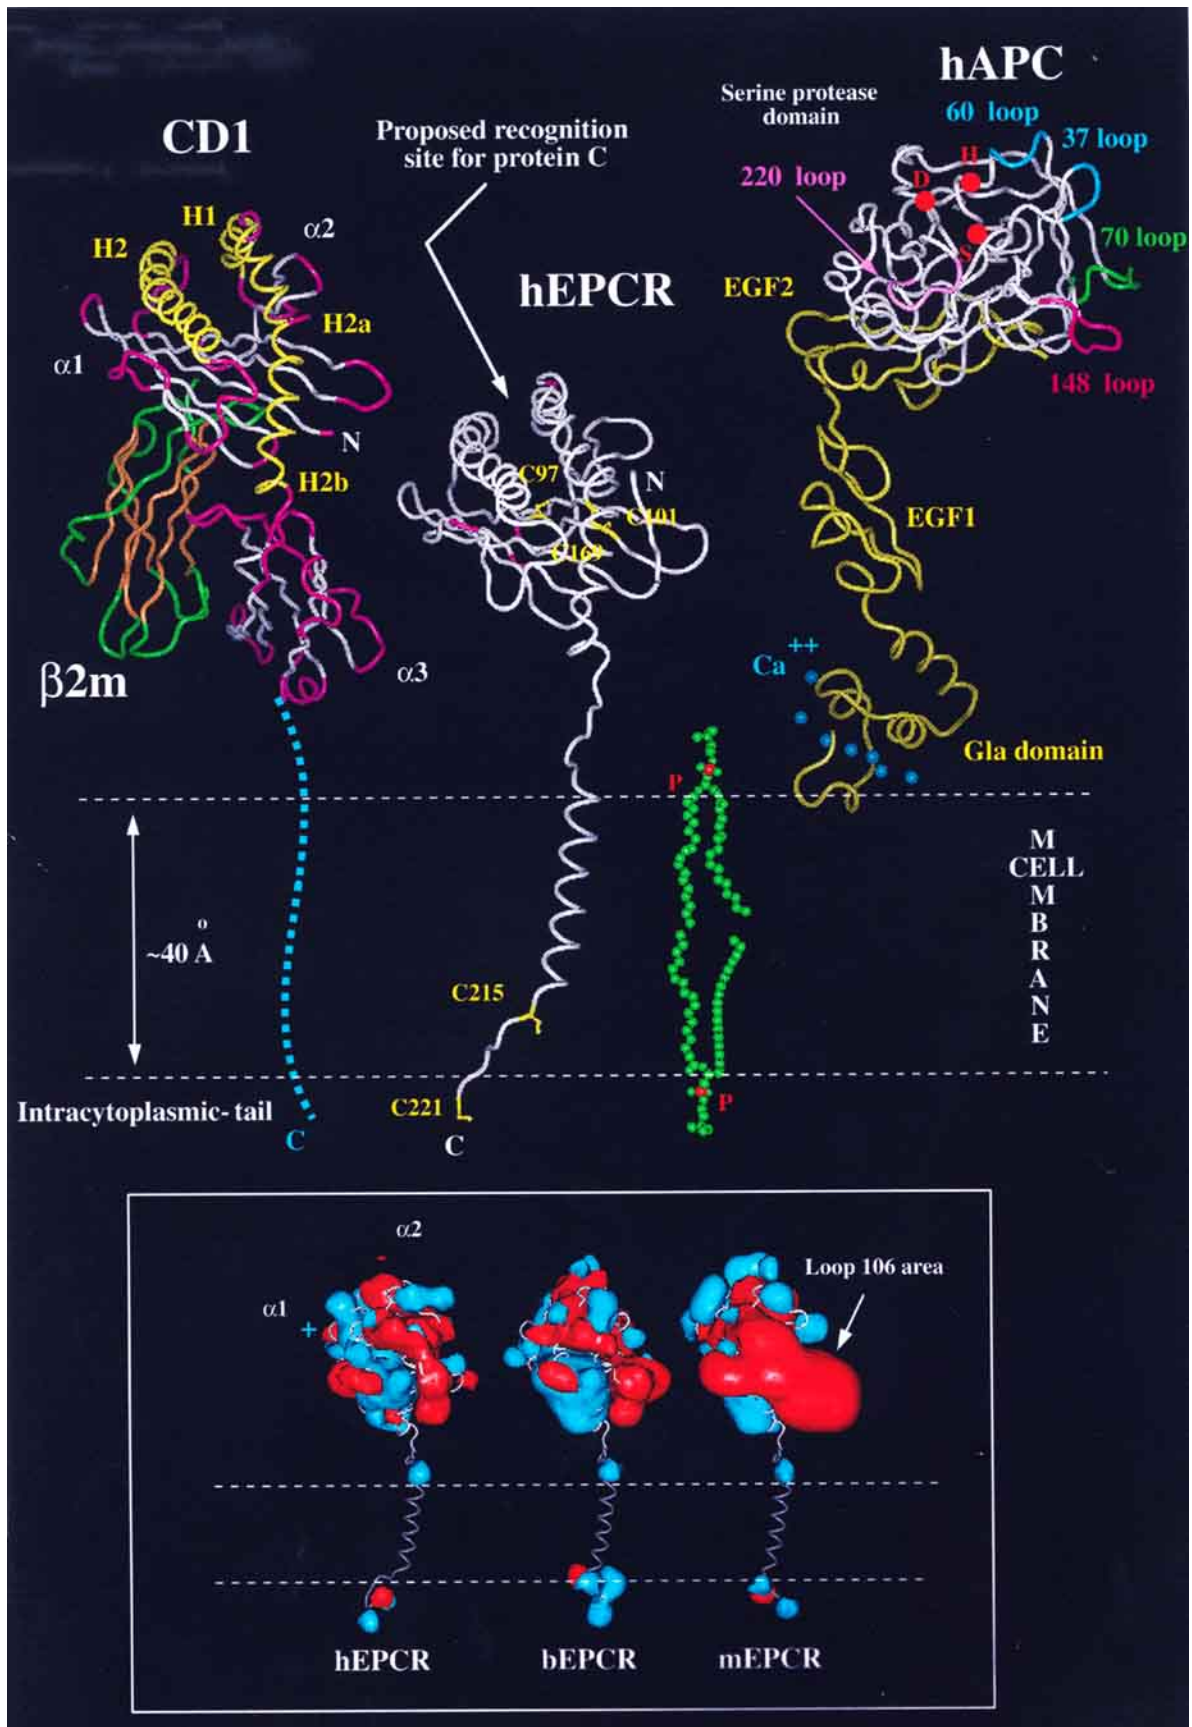 hAPC
Serine protease
domain
60 loop
37 loop
CD1
Proposed recognition
site for protein C
220 loop
H
D
S
70 loop
H1
H2
α2
hEPCR
EGF2
H2a
α1
148 loop
N
H2b
C97
N
C101
C169
EGF1
β2m
α3
Ca ++
Gla domain
P
M
CELL
M
B
R
A
N
E
o
~40 A
C215
Intracytoplasmic- tail
C
C221
C
P
α2
-
α1
+
Loop 106 area
hEPCR
bEPCR
mEPCR